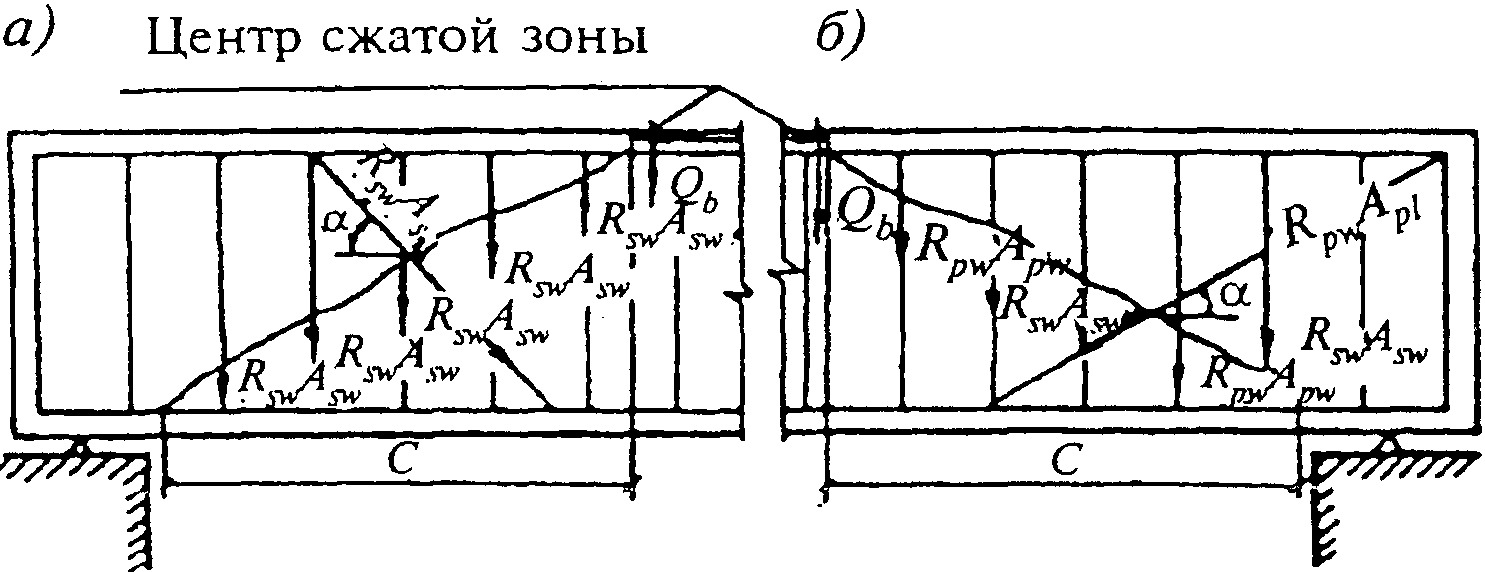 а) Центр сжатой зоны б)
R_sw A_s
α
Q_b
R_sw A_sw
R_sw A_sw
R_sw A_sw
R_sw A_sw
R_sw A_sw
C
Q_b
R_pw A_pl
R_pw A_pw
R_sw A_sw
α
R_sw A_sw
R_pw A_pw
C